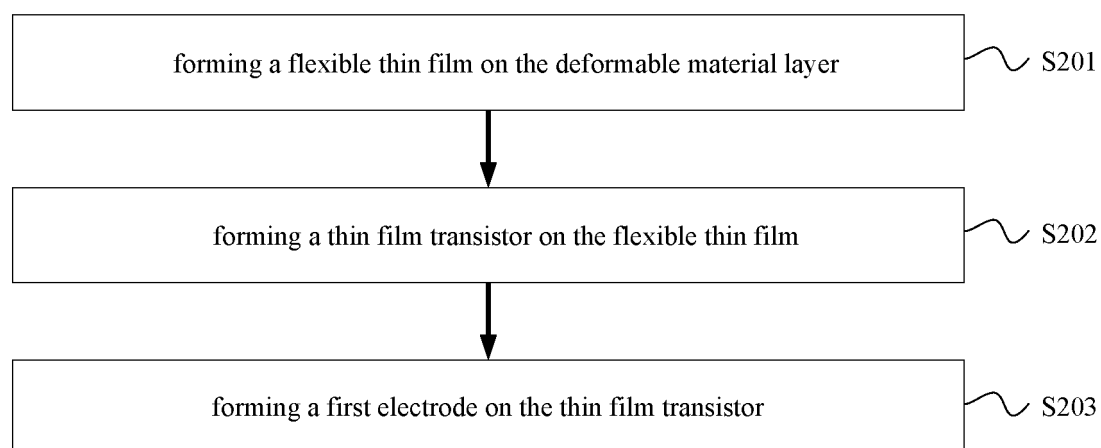 forming a flexible thin film on the deformable material layer
S201
forming a thin film transistor on the flexible thin film
S202
forming a first electrode on the thin film transistor
S203